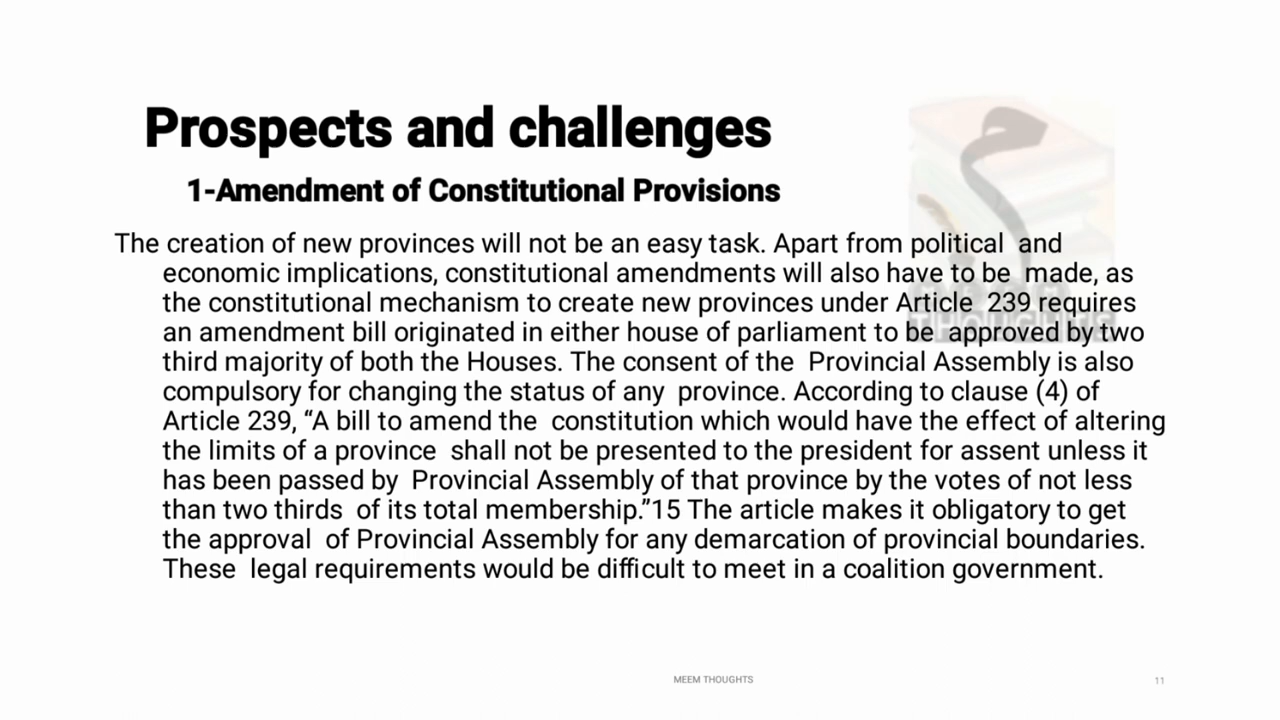 Prospects and challenges
1-Amendment of Constitutional Provisions
The creation of new provinces will not be an easy task. Apart from political and
economic implications, constitutional amendments will also have to be made, as
the constitutional mechanism to create new provinces under Article 239 requires
an amendment bill originated in either house of parliament to be approved by two
third majority of both the Houses. The consent of the Provincial Assembly is also
compulsory for changing the status of any province. According to clause (4) of
Article 239, “A bill to amend the constitution which would have the effect of altering
the limits of a province shall not be presented to the president for assent unless it
has been passed by Provincial Assembly of that province by the votes of not less
than two thirds of its total membership.”15 The article makes it obligatory to get
the approval of Provincial Assembly for any demarcation of provincial boundaries.
These legal requirements would be difficult to meet in a coalition government.
THOUGHTS
MEEM THOUGHTS
11